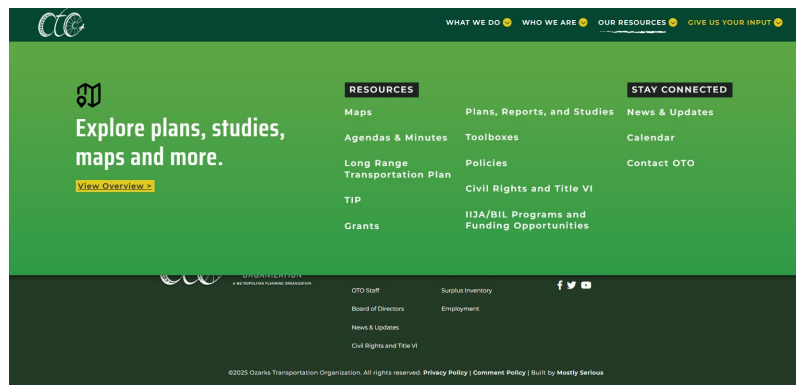 OTO
WHAT WE DO
WHO WE ARE
OUR RESOURCES
GIVE US YOUR INPUT
Explore plans, studies,
maps and more.
View Overview >
RESOURCES
Maps
Agendas & Minutes
Long Range
Transportation Plan
TIP
Grants
Plans, Reports, and Studies
Toolboxes
Policies
Civil Rights and Title VI
IIJA/BIL Programs and
Funding Opportunities
STAY CONNECTED
News & Updates
Calendar
Contact OTO
ORGANIZATION
A METROPOLITAN PLANNING ORGANIZATION
OTO Staff
Board of Directors
News & Updates
Civil Rights and Title VI
Surplus Inventory
Employment
©2025 Ozarks Transportation Organization. All rights reserved. Privacy Policy | Comment Policy | Built by Mostly Serious